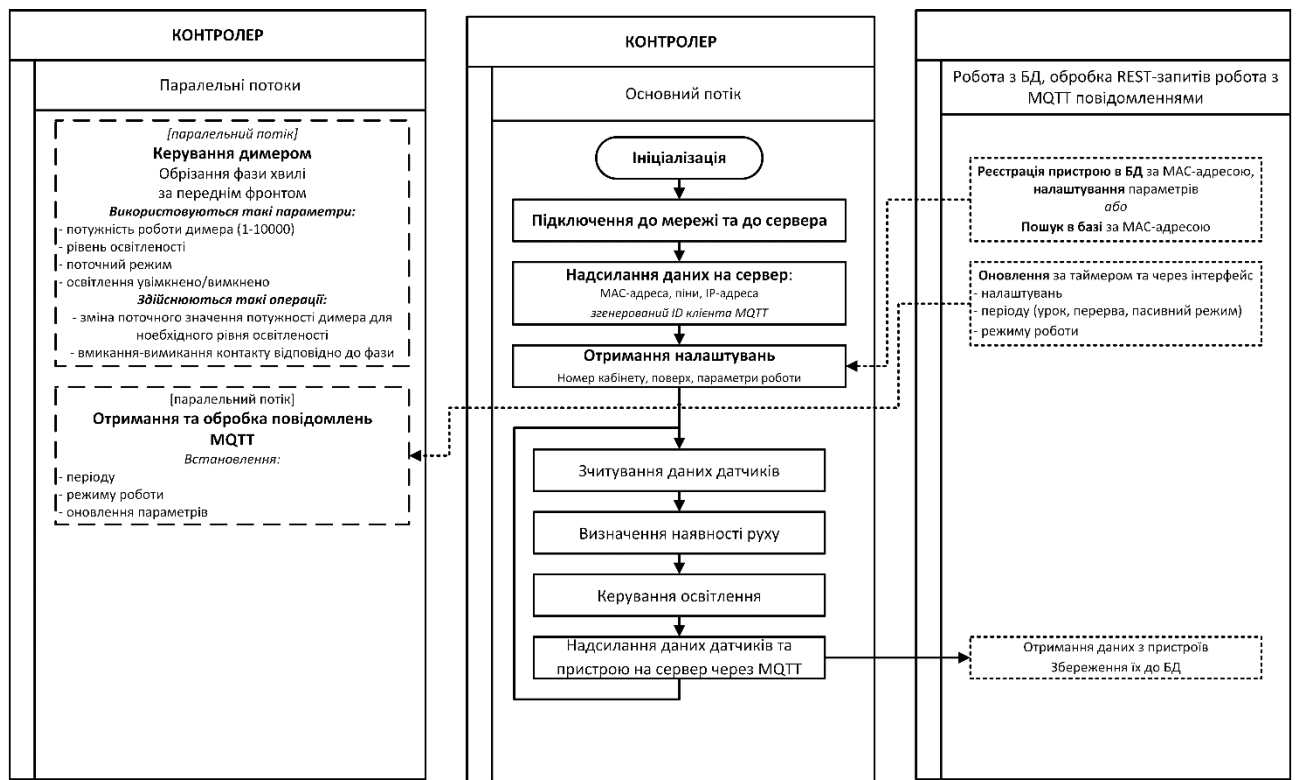 КОНТРОЛЕР
Паралельні потоки
[паралельний потік]
Керування димером
Обрізання фази хвилі
за переднім фронтом
Використовуються такі параметри:
- потужність роботи димера (1-10000)
- рівень освітленості
- поточний режим
- освітлення увімкнено/вимкнено
Здійснюються такі операції:
- зміна поточного значення потужності димера для
ноебхідного рівня освітленості
- вмикання-вимикання контакту відповідно до фази
[паралельний потік]
Отримання та обробка повідомлень
MQTT
Встановлення:
- періоду
- режиму роботи
- оновлення параметрів
КОНТРОЛЕР
Основний потік
Ініціалізація
Підключення до мережі та до сервера
Надсилання даних на сервер:
МАС-адреса, піни, IP-адреса
згенерований ID клієнта MQTT
Отримання налаштувань
Номер кабінету, поверх, параметри роботи
Зчитування даних датчиків
Визначення наявності руху
Керування освітлення
Надсилання даних датчиків та
пристрою на сервер через MQTT
Робота з БД, обробка REST-запитів робота з
MQTT повідомленнями
Реєстрація пристрою в БД за МАС-адресою,
налаштування параметрів
або
Пошук в базі за МАС-адресою
Оновлення за таймером та через інтерфейс
- налаштувань
- періоду (урок, перерва, пасивний режим)
- режиму роботи
Отримання даних з пристроїв
Збереження їх до БД